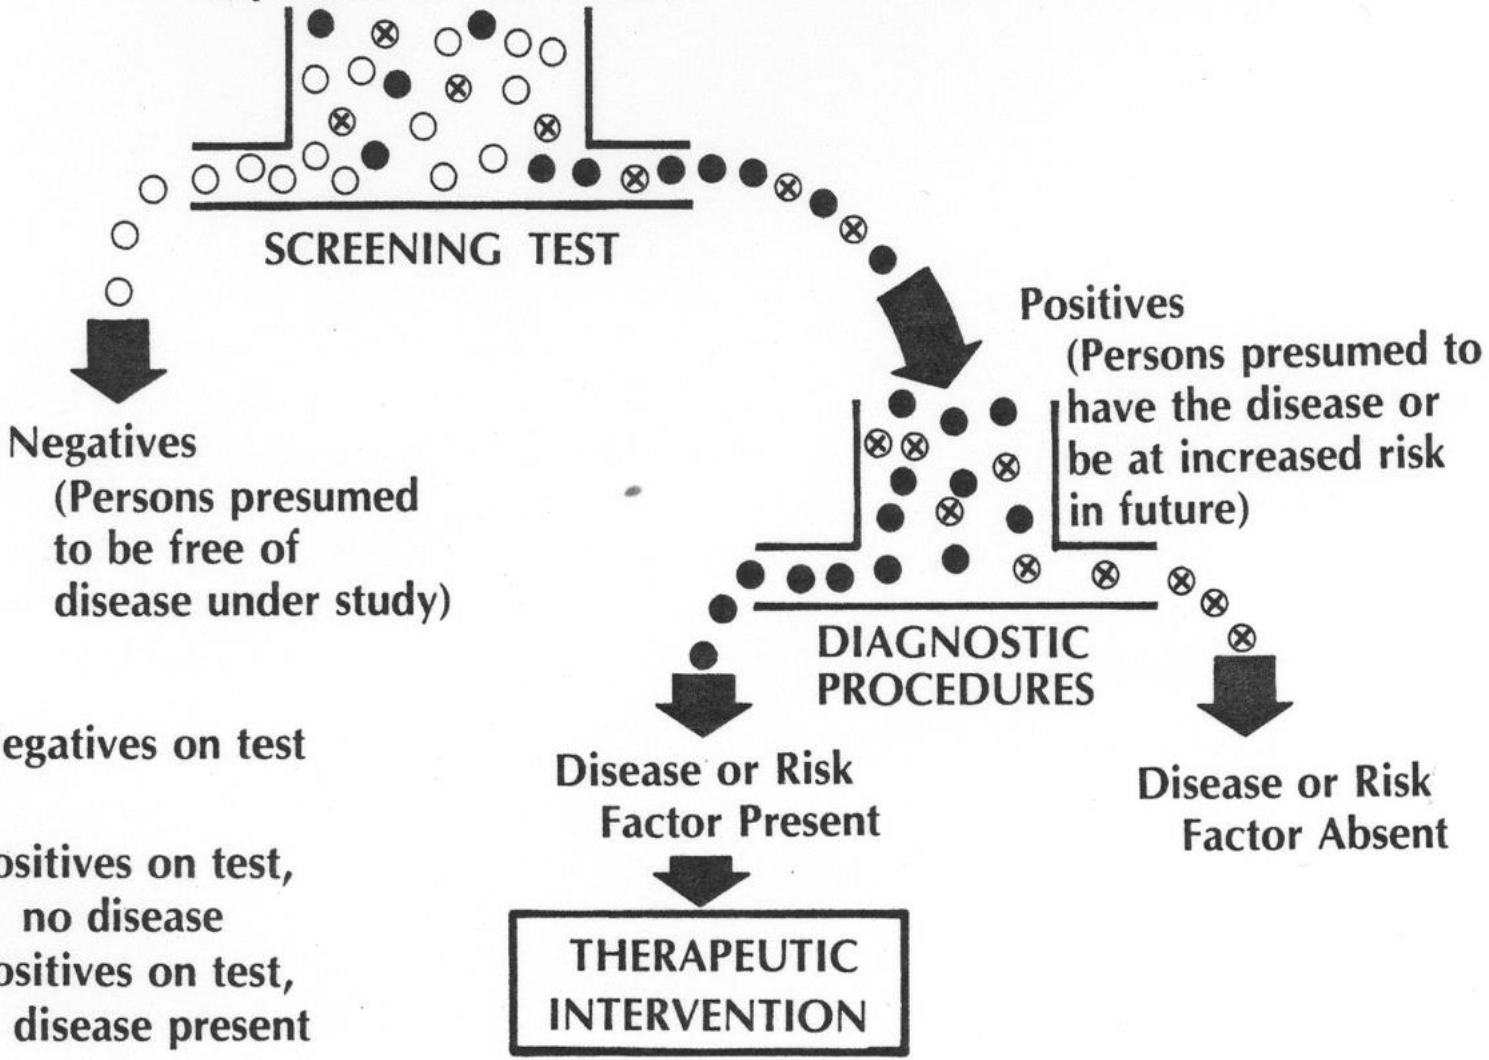 SCREENING TEST
Positives
(Persons presumed to
have the disease or
be at increased risk
in future)
Negatives
(Persons presumed
to be free of
disease under study)
DIAGNOSTIC
PROCEDURES
egatives on test
ositives on test,
no disease
ositives on test,
disease present
Disease or Risk
Factor Present
Disease or Risk
Factor Absent
THERAPEUTIC
INTERVENTION